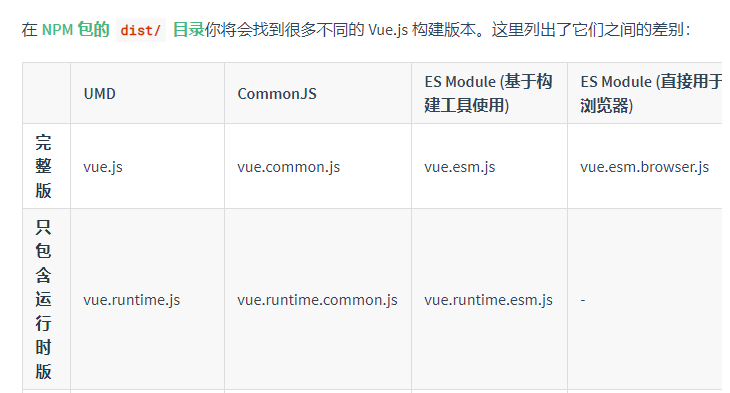 在 NPM 包的 dist/ 目录你将会找到很多不同的 Vue.js 构建版本。这里列出了它们之间的差别：
UMD
CommonJS
ES Module (基于构
建工具使用)
ES Module (直接用于
浏览器)
完
整
版
vue.js
vue.common.js
vue.esm.js
vue.esm.browser.js
只
包
含
运
行
时
版
vue.runtime.js
vue.runtime.common.js
vue.runtime.esm.js
-